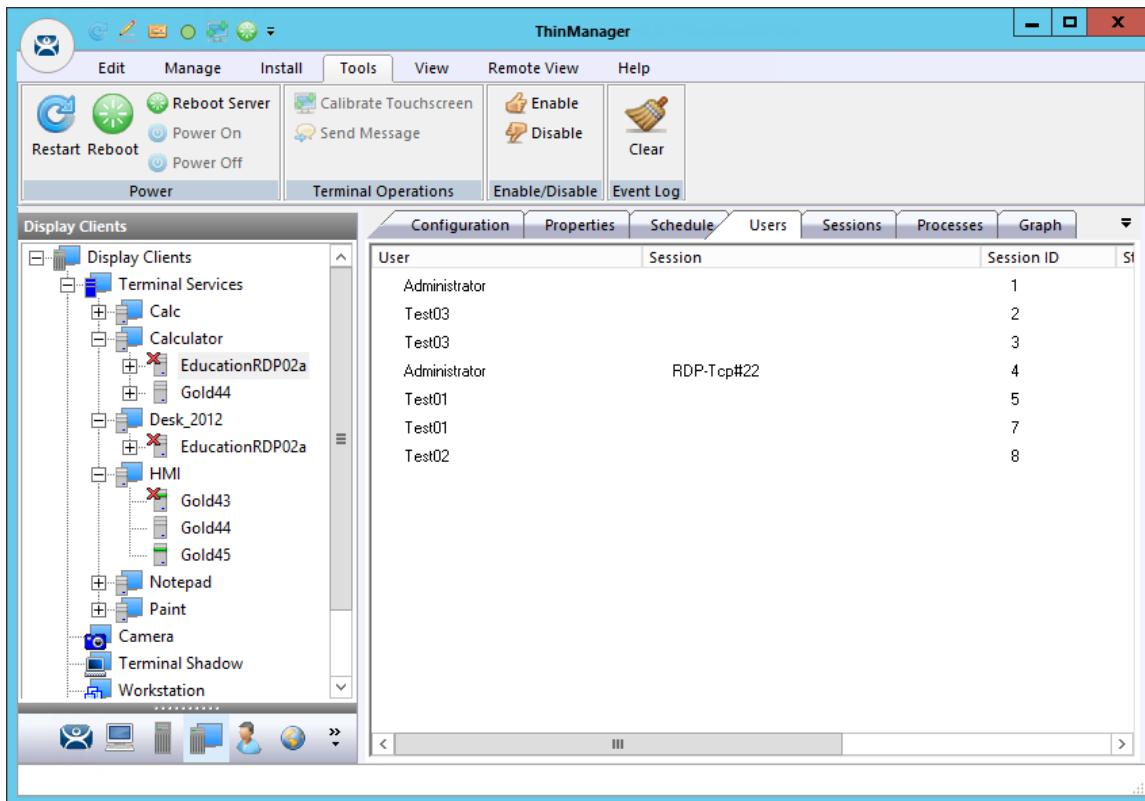 ThinManager
Edit Manage Install Tools View Remote View Help
Restart Reboot
Reboot Server
Power On
Power Off
Power
Calibrate Touchscreen
Send Message
Terminal Operations
Enable
Disable
Enable/Disable
Clear
Event Log
Display Clients
Display Clients
Terminal Services
Calc
Calculator
EducationRDP02a
Gold44
Desk_2012
EducationRDP02a
HMI
Gold43
Gold44
Gold45
Notepad
Paint
Camera
Terminal Shadow
Workstation
Configuration Properties Schedule Users Sessions Processes Graph
User Session Session ID
Administrator 1
Test03 2
Test03 3
Administrator RDP-Tcp#22 4
Test01 5
Test01 7
Test02 8